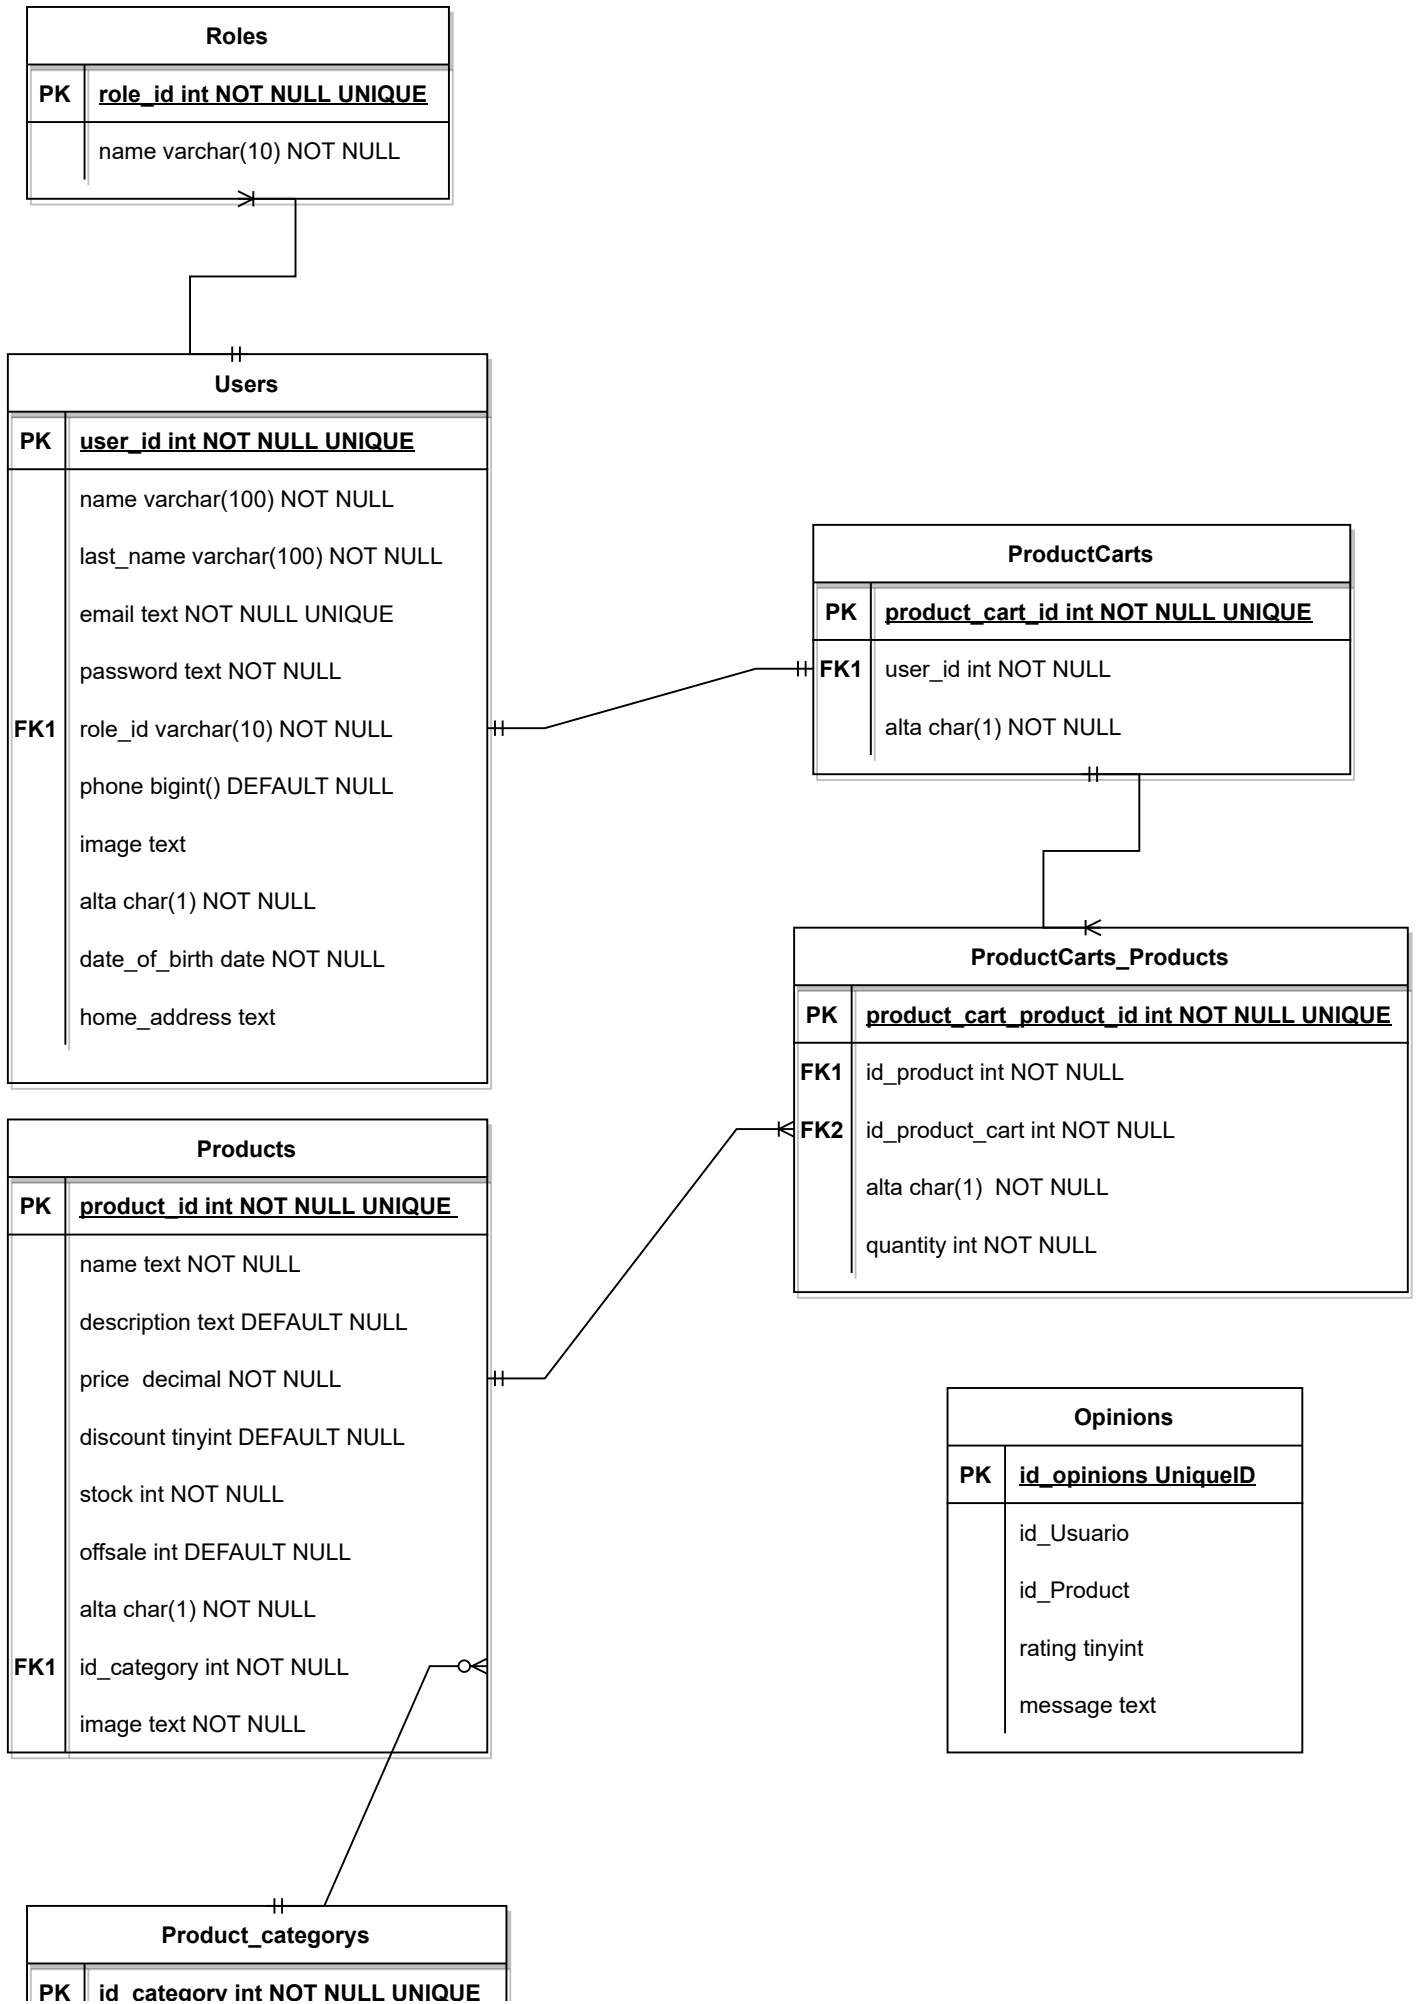 Roles
PK role_id int NOT NULL UNIQUE
name varchar(10) NOT NULL
Users
PK user_id int NOT NULL UNIQUE
name varchar(100) NOT NULL
last_name varchar(100) NOT NULL
email text NOT NULL UNIQUE
password text NOT NULL
FK1 role_id varchar(10) NOT NULL
phone bigint() DEFAULT NULL
image text
alta char(1) NOT NULL
date_of_birth date NOT NULL
home_address text
ProductCarts
PK product_cart_id int NOT NULL UNIQUE
FK1 user_id int NOT NULL
alta char(1) NOT NULL
ProductCarts_Products
PK product_cart_product_id int NOT NULL UNIQUE
FK1 id_product int NOT NULL
FK2 id_product_cart int NOT NULL
alta char(1)  NOT NULL
quantity int NOT NULL
Products
PK product_id int NOT NULL UNIQUE
name text NOT NULL
description text DEFAULT NULL
price  decimal NOT NULL
discount tinyint DEFAULT NULL
stock int NOT NULL
offsale int DEFAULT NULL
alta char(1) NOT NULL
FK1 id_category int NOT NULL
image text NOT NULL
Opinions
PK id_opinions UniqueID
id_Usuario
id_Product
rating tinyint
message text
Product_categorys
PK id_category int NOT NULL UNIQUE